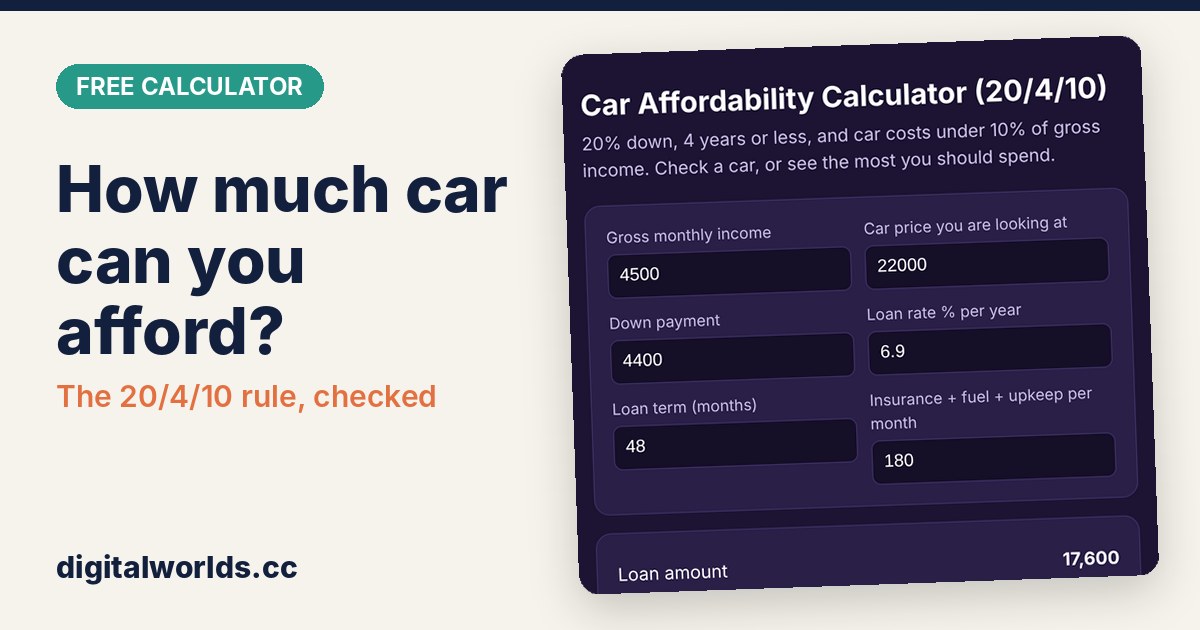 FREE CALCULATOR
How much car
can you
afford?
The 20/4/10 rule, checked
digitalworlds.cc
Car Affordability Calculator (20/4/10)
20% down, 4 years or less, and car costs under 10% of gross
income. Check a car, or see the most you should spend.
Gross monthly income
4500
Car price you are looking at
22000
Down payment
4400
Loan rate % per year
6.9
Loan term (months)
48
Insurance + fuel + upkeep per
month
180
Loan amount
17,600